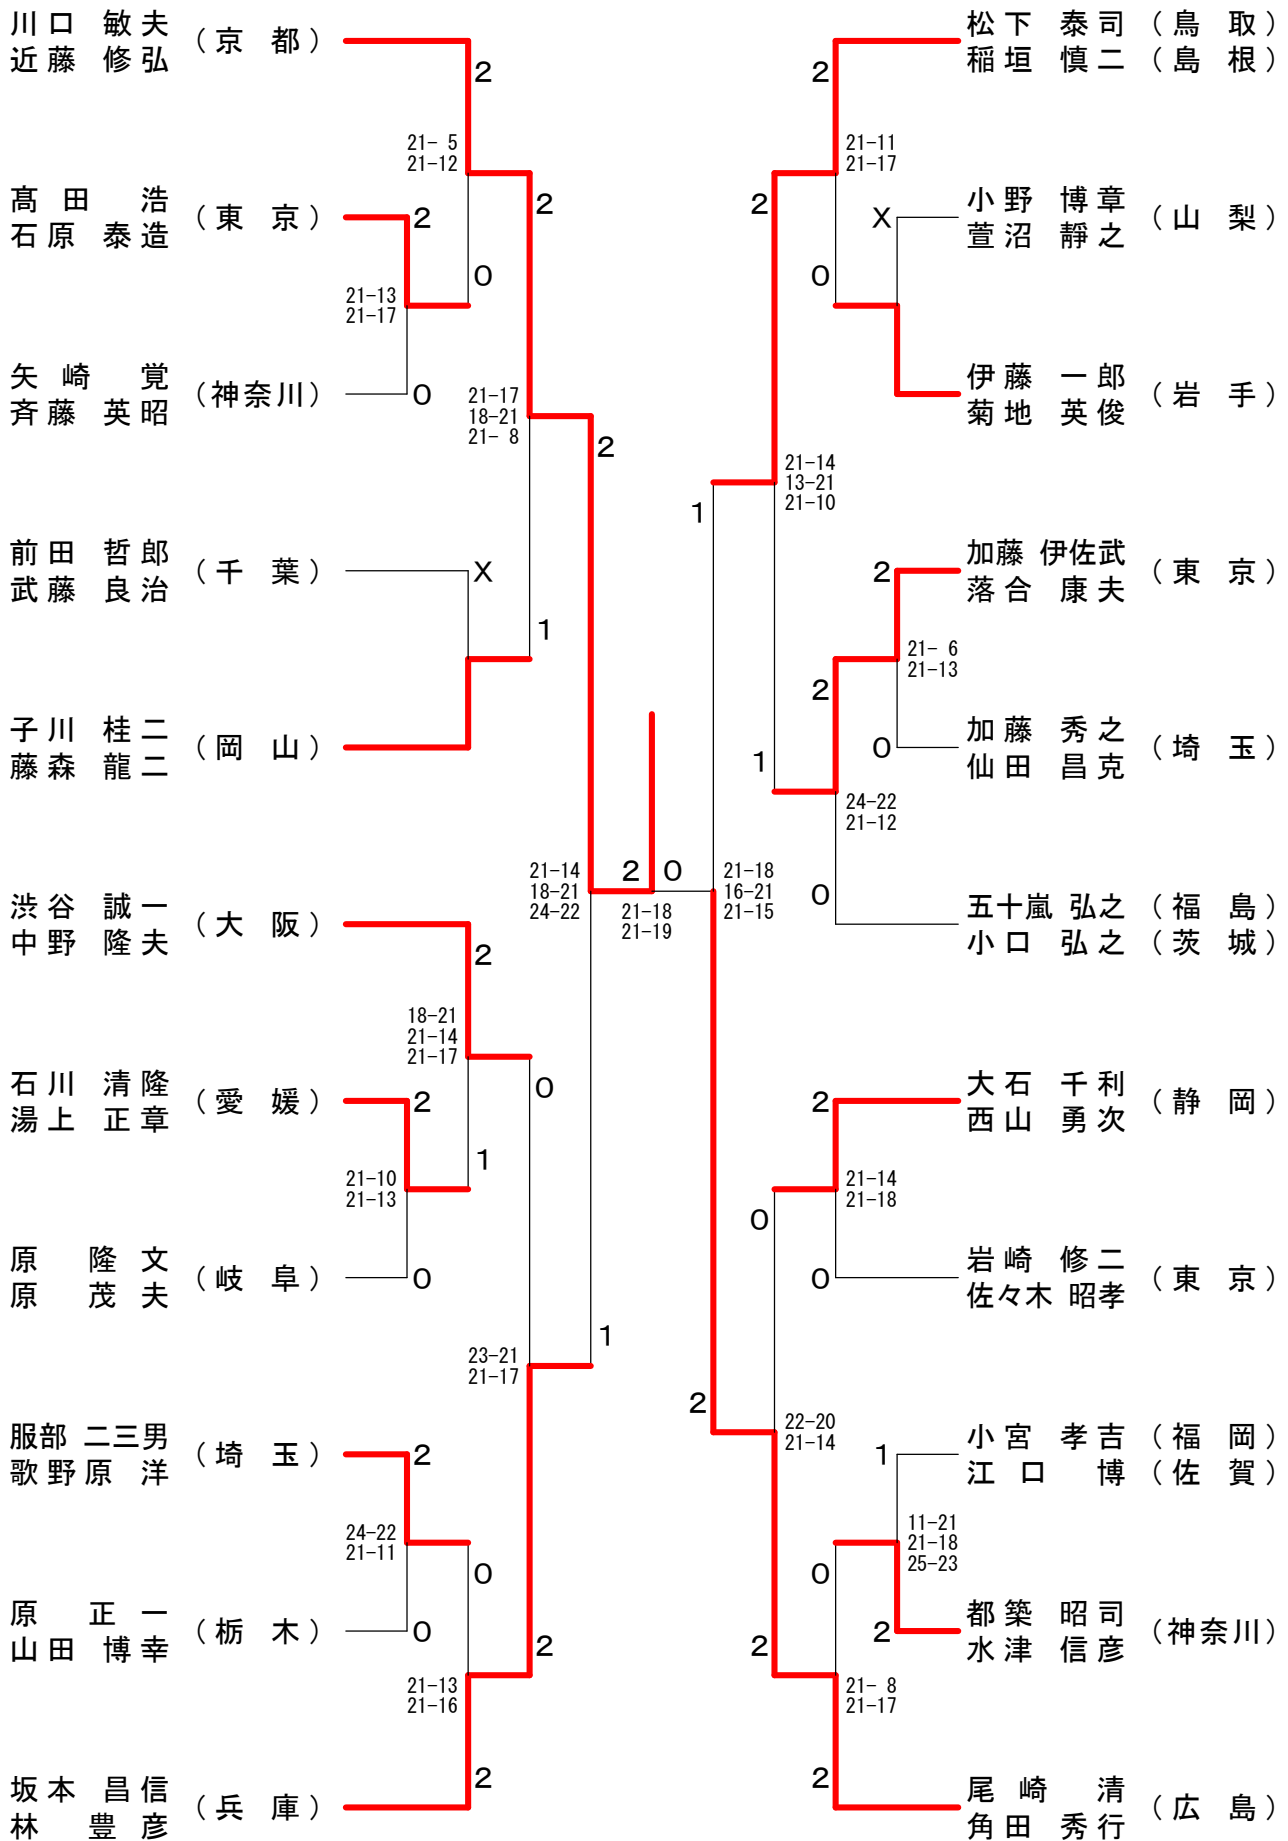 川口 敏夫
近藤 修弘
（京 都）
2
21- 5
21-12
2
髙田 浩
石原 泰造
（東 京）
2
0
21-13
21-17
矢崎 覚
斉藤 英昭
（神奈川）
0
21-17
18-21
21- 8
2
前田 哲郎
武藤 良治
（千 葉）
X
1
子川 桂二
藤森 龍二
（岡 山）
21-14
18-21
24-22
2
0
21-18
21-19
渋谷 誠一
中野 隆夫
（大 阪）
2
18-21
21-14
21-17
0
石川 清隆
湯上 正章
（愛 媛）
2
1
21-10
21-13
原 隆文
原 茂夫
（岐 阜）
0
1
23-21
21-17
服部 二三男
歌野原 洋
（埼 玉）
2
24-22
21-11
0
原 正一
山田 博幸
（栃 木）
0
2
21-13
21-16
坂本 昌信
林 豊彦
（兵 庫）
2
松下 泰司（鳥 取）
稲垣 慎二（島 根）
2
21-11
21-17
2
小野 博章
萱沼 靜之
（山 梨）
X
0
伊藤 一郎
菊地 英俊
（岩 手）
21-14
13-21
21-10
1
加藤 伊佐武
落合 康夫
（東 京）
2
21- 6
21-13
2
加藤 秀之
仙田 昌克
（埼 玉）
0
1
24-22
21-12
21-18
16-21
21-15
0
五十嵐 弘之（福 島）
小口 弘之（茨 城）
大石 千利
西山 勇次
（静 岡）
2
21-14
21-18
0
岩崎 修二
佐々木 昭孝
（東 京）
0
2
22-20
21-14
小宮 孝吉（福 岡）
江口 博（佐 賀）
1
11-21
21-18
25-23
0
都築 昭司
水津 信彦
（神奈川）
2
2
21- 8
21-17
尾崎 清
角田 秀行
（広 島）
2